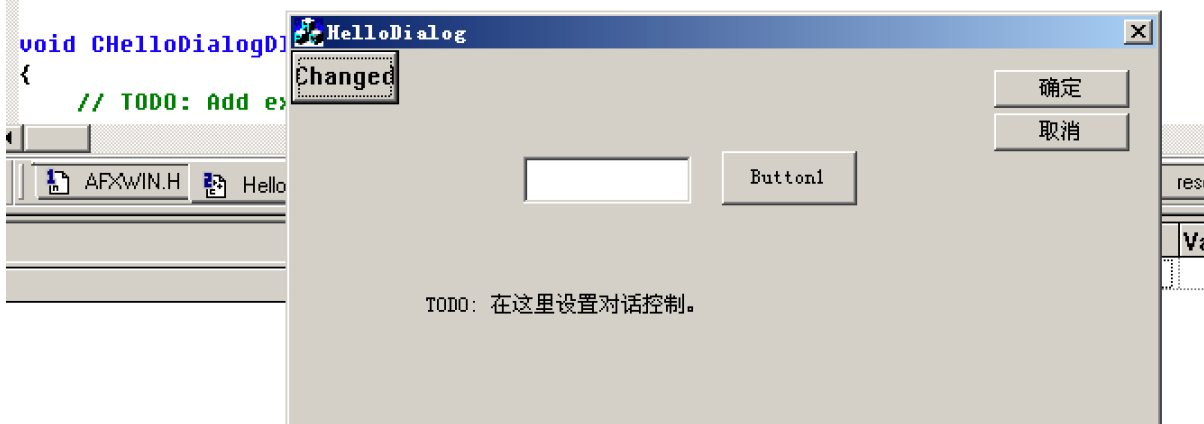 void CHelloDialogD
{
// TODO: Add ex
AFXWIN.H
Hello
HelloDialog
Changed
确定
取消
Button1
TODO: 在这里设置对话控制。
res
Va